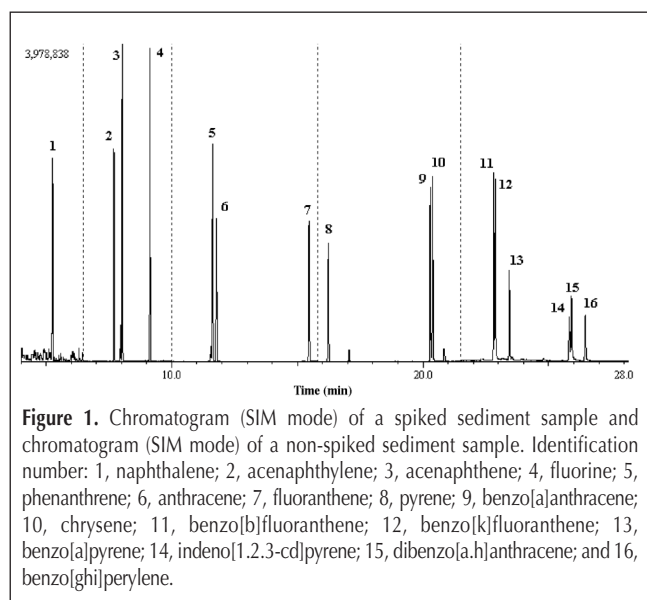 3,978,838
3
4
1
2
5
6
7
8
9
10
11
12
13
14
15
16
10.0
20.0
28.0
Time (min)
Figure 1. Chromatogram (SIM mode) of a spiked sediment sample and
chromatogram (SIM mode) of a non-spiked sediment sample. Identification
number: 1, naphthalene; 2, acenaphthylene; 3, acenaphthene; 4, fluorine; 5,
phenanthrene; 6, anthracene; 7, fluoranthene; 8, pyrene; 9, benzo[a]anthracene;
10, chrysene; 11, benzo[b]fluoranthene; 12, benzo[k]fluoranthene; 13,
benzo[a]pyrene; 14, indeno[1.2.3-cd]pyrene; 15, dibenzo[a.h]anthracene; and 16,
benzo[ghi]perylene.